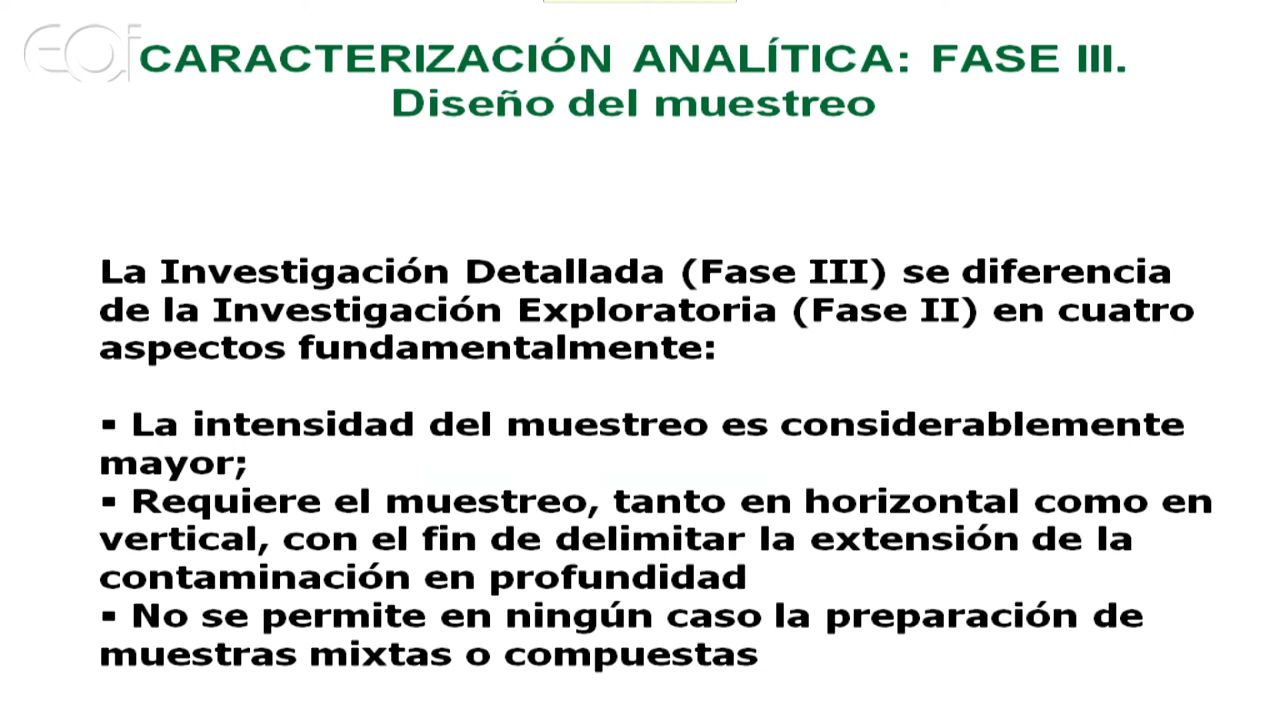 eoi
CARACTERIZACIÓN ANALÍTICA: FASE III.
Diseño del muestreo
La Investigación Detallada (Fase III) se diferencia
de la Investigación Exploratoria (Fase II) en cuatro
aspectos fundamentalmente:
▪ La intensidad del muestreo es considerablemente
mayor;
▪ Requiere el muestreo, tanto en horizontal como en
vertical, con el fin de delimitar la extensión de la
contaminación en profundidad
▪ No se permite en ningún caso la preparación de
muestras mixtas o compuestas